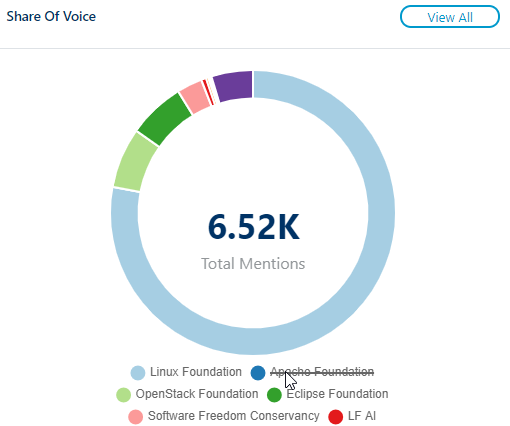 Share Of Voice
View All
6.52K
Total Mentions
Linux Foundation
Apache Foundation
OpenStack Foundation
Eclipse Foundation
Software Freedom Conservancy
LF AI